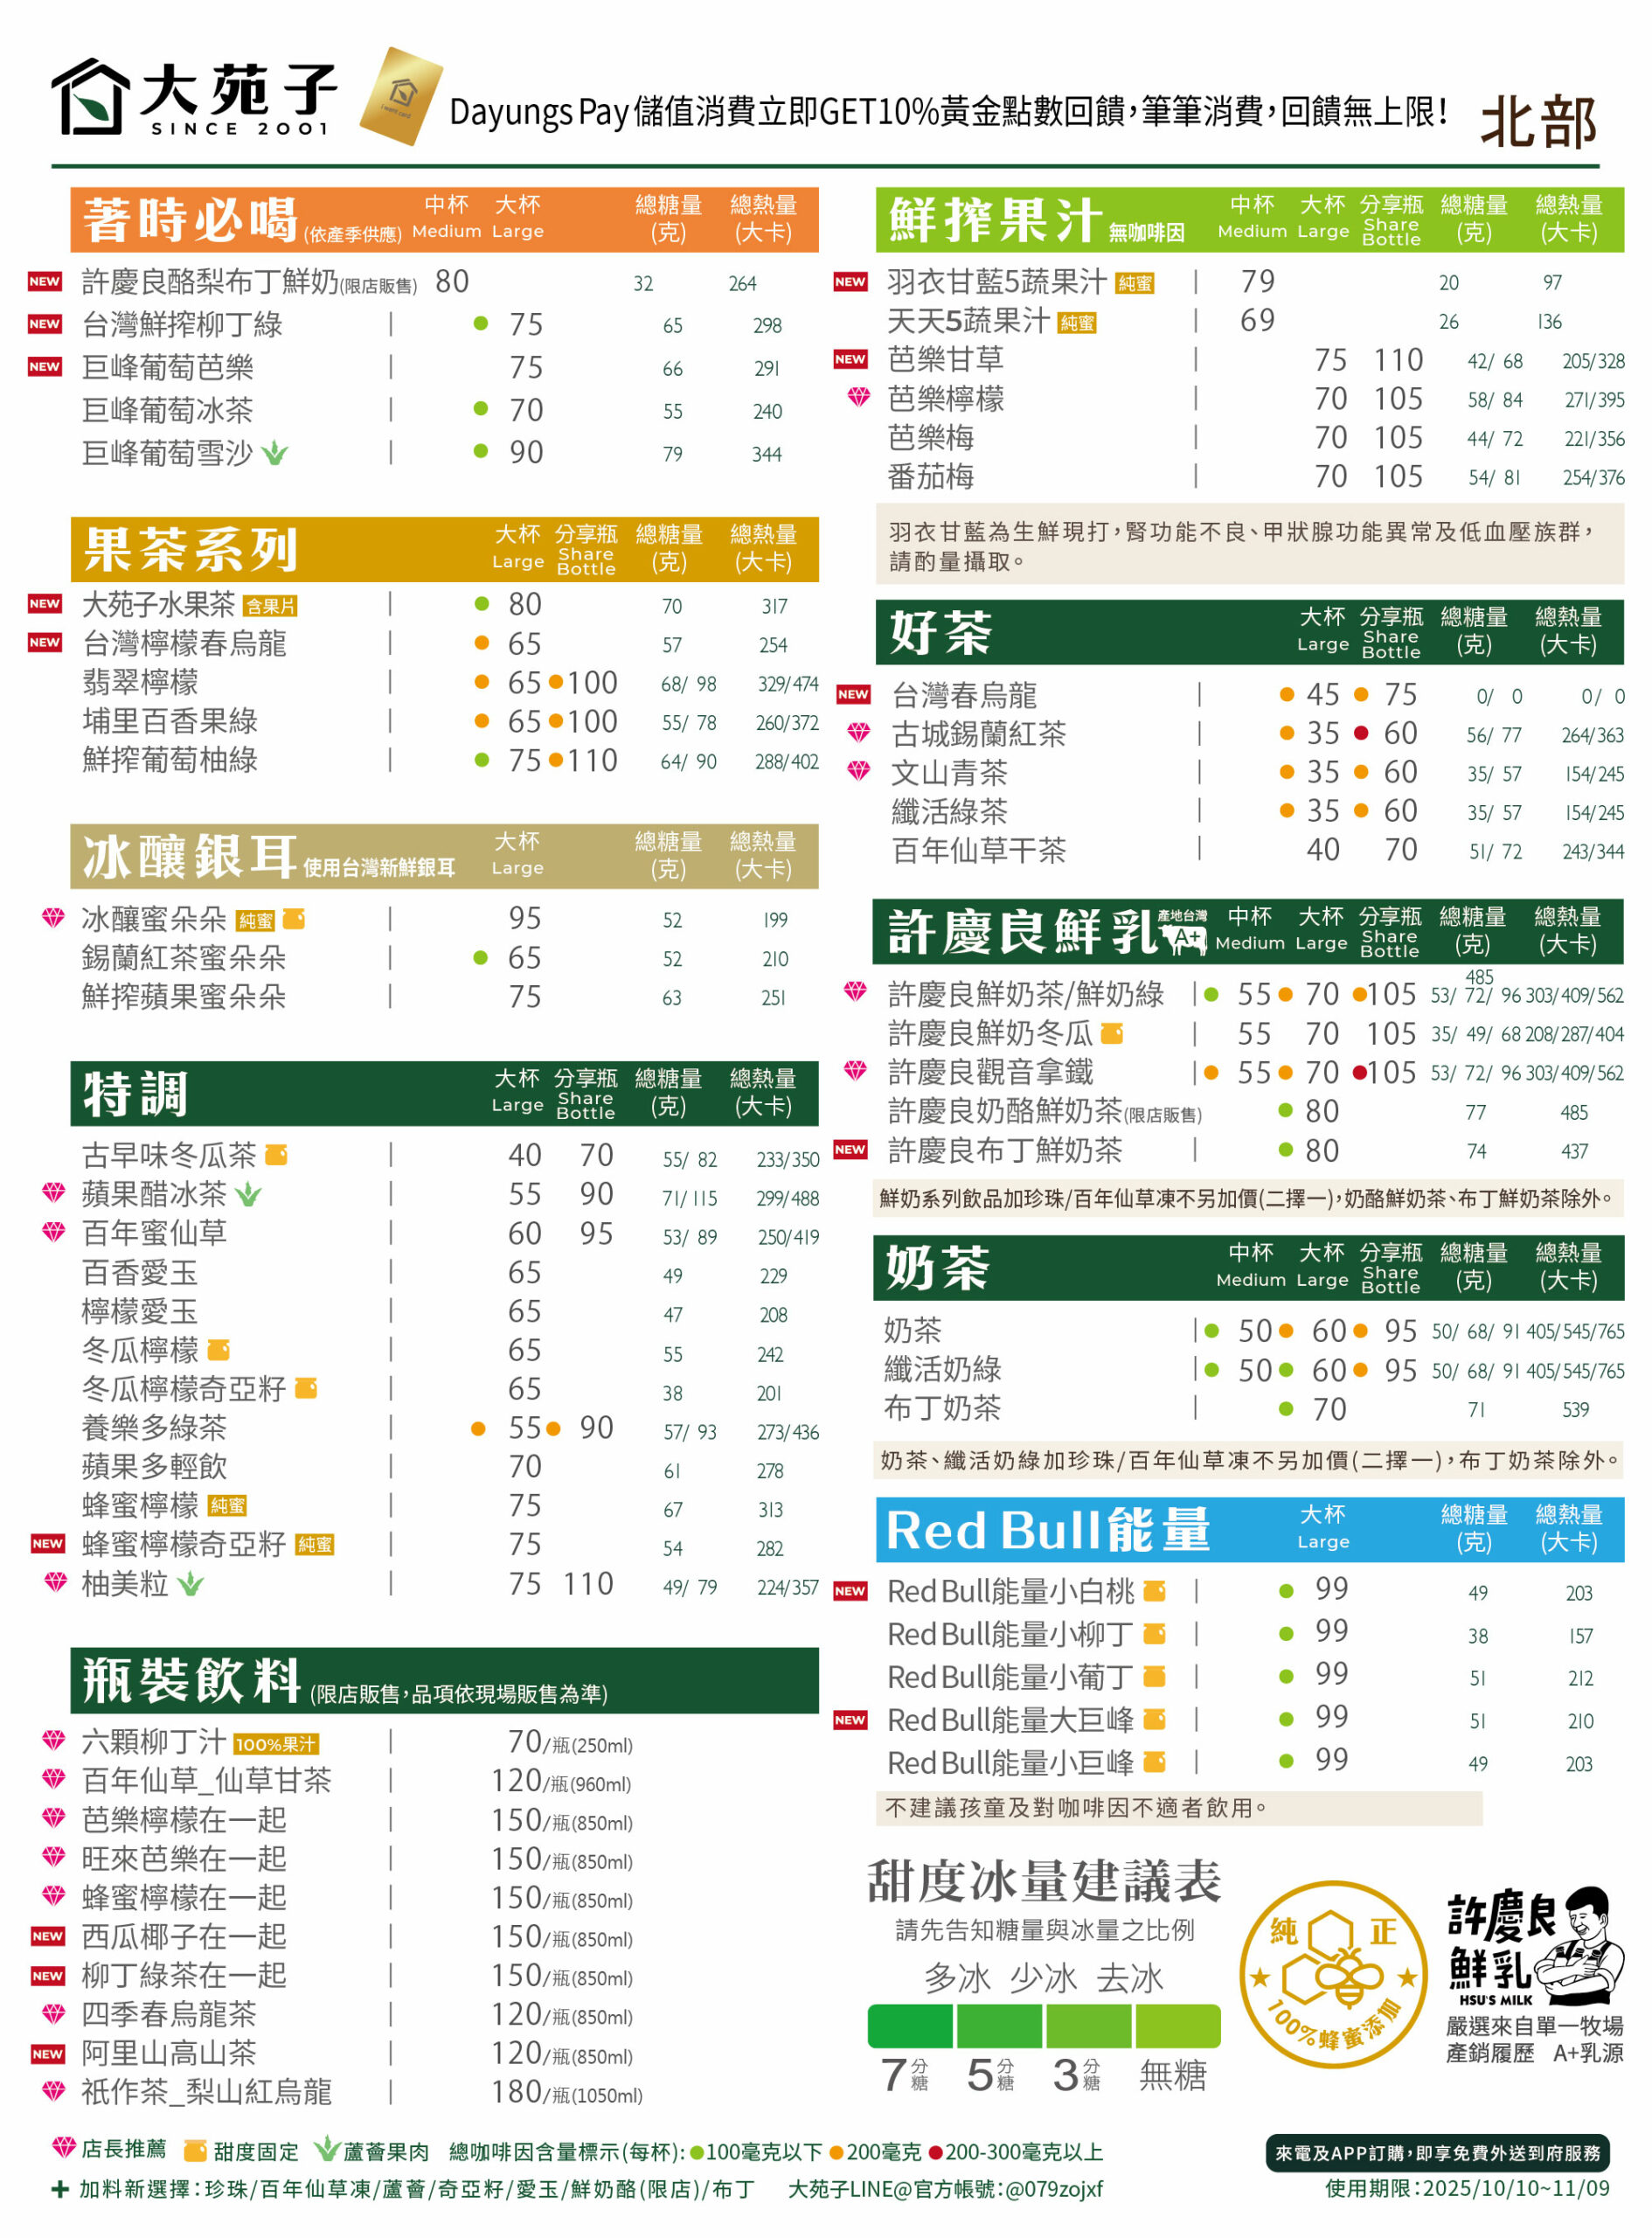 大苑子
SINCE 2001
Dayungs Pay儲值消費立即GET10%黃金點數回饋，筆筆消費，回饋無上限！
北部
著時必喝(依產季供應) 中杯 Medium 大杯 Large 總糖量(克) 總熱量(大卡)
NEW 許慶良酪梨布丁鮮奶(限店販售) 80 32 264
NEW 台灣鮮搾柳丁綠 | 75 65 298
NEW 巨峰葡萄芭樂 | 75 66 291
巨峰葡萄冰茶 | 70 55 240
巨峰葡萄雪沙 | 90 79 344
果茶系列 大杯 Large 分享瓶 Share Bottle 總糖量(克) 總熱量(大卡)
NEW 大苑子水果茶 含果片 | 80 70 317
NEW 台灣檸檬春烏龍 | 65 57 254
翡翠檸檬 | 65 100 68/ 98 329/474
埔里百香果綠 | 65 100 55/ 78 260/372
鮮搾葡萄柚綠 | 75 110 64/ 90 288/402
冰釀銀耳 使用台灣新鮮銀耳 大杯 Large 總糖量(克) 總熱量(大卡)
冰釀蜜朵朵 純蜜 | 95 52 199
錫蘭紅茶蜜朵朵 | 65 52 210
鮮搾蘋果蜜朵朵 | 75 63 251
特調 大杯 Large 分享瓶 Share Bottle 總糖量(克) 總熱量(大卡)
古早味冬瓜茶 | 40 70 55/ 82 233/350
蘋果醋冰茶 | 55 90 71/ 115 299/488
百年蜜仙草 | 60 95 53/ 89 250/419
百香愛玉 | 65 49 229
檸檬愛玉 | 65 47 208
冬瓜檸檬 | 65 55 242
冬瓜檸檬奇亞籽 | 65 38 201
養樂多綠茶 | 55 90 57/ 93 273/436
蘋果多輕飲 | 70 61 278
蜂蜜檸檬 純蜜 | 75 67 313
NEW 蜂蜜檸檬奇亞籽 純蜜 | 75 54 282
柚美粒 | 75 110 49/ 79 224/357
瓶裝飲料(限店販售，品項依現場販售為準)
六顆柳丁汁 100%果汁 | 70/瓶(250ml)
百年仙草_仙草甘茶 | 120/瓶(960ml)
芭樂檸檬在一起 | 150/瓶(850ml)
旺來芭樂在一起 | 150/瓶(850ml)
蜂蜜檸檬在一起 | 150/瓶(850ml)
NEW 西瓜椰子在一起 | 150/瓶(850ml)
NEW 柳丁綠茶在一起 | 150/瓶(850ml)
四季春烏龍茶 | 120/瓶(850ml)
NEW 阿里山高山茶 | 120/瓶(850ml)
祇作茶_梨山紅烏龍 | 180/瓶(1050ml)
鮮搾果汁 無咖啡因 中杯 Medium 大杯 Large 分享瓶 Share Bottle 總糖量(克) 總熱量(大卡)
NEW 羽衣甘藍5蔬果汁 純蜜 | 79 20 97
天天5蔬果汁 純蜜 | 69 26 136
NEW 芭樂甘草 | 75 110 42/ 68 205/328
芭樂檸檬 | 70 105 58/ 84 271/395
芭樂梅 | 70 105 44/ 72 221/356
番茄梅 | 70 105 54/ 81 254/376
羽衣甘藍為生鮮現打，腎功能不良、甲狀腺功能異常及低血壓族群，
請酌量攝取。
好茶 大杯 Large 分享瓶 Share Bottle 總糖量(克) 總熱量(大卡)
NEW 台灣春烏龍 | 45 75 0/ 0 0/ 0
古城錫蘭紅茶 | 35 60 56/ 77 264/363
文山青茶 | 35 60 35/ 57 154/245
纖活綠茶 | 35 60 35/ 57 154/245
百年仙草干茶 | 40 70 51/ 72 243/344
許慶良鮮乳 產地台灣 A+ 中杯 Medium 大杯 Large 分享瓶 Share Bottle 總糖量(克) 總熱量(大卡)
485
許慶良鮮奶茶/鮮奶綠 | 55 70 105 53/ 72/ 96 303/409/562
許慶良鮮奶冬瓜 | 55 70 105 35/ 49/ 68 208/287/404
許慶良觀音拿鐵 | 55 70 105 53/ 72/ 96 303/409/562
許慶良奶酪鮮奶茶(限店販售) 80 77 485
NEW 許慶良布丁鮮奶茶 | 80 74 437
鮮奶系列飲品加珍珠/百年仙草凍不另加價(二擇一)，奶酪鮮奶茶、布丁鮮奶茶除外。
奶茶 中杯 Medium 大杯 Large 分享瓶 Share Bottle 總糖量(克) 總熱量(大卡)
奶茶 | 50 60 95 50/ 68/ 91 405/545/765
纖活奶綠 | 50 60 95 50/ 68/ 91 405/545/765
布丁奶茶 | 70 71 539
奶茶、纖活奶綠加珍珠/百年仙草凍不另加價(二擇一)，布丁奶茶除外。
Red Bull能量 大杯 Large 總糖量(克) 總熱量(大卡)
NEW Red Bull能量小白桃 | 99 49 203
Red Bull能量小柳丁 | 99 38 157
Red Bull能量小葡丁 | 99 51 212
NEW Red Bull能量大巨峰 | 99 51 210
Red Bull能量小巨峰 | 99 49 203
不建議孩童及對咖啡因不適者飲用。
甜度冰量建議表
請先告知糖量與冰量之比例
多冰 少冰 去冰
7分糖 5分糖 3分糖 無糖
純正
100%蜂蜜添加
許慶良
鮮乳
HSU'S MILK
嚴選來自單一牧場
產銷履歷 A+乳源
店長推薦 甜度固定 蘆薈果肉 總咖啡因含量標示(每杯)：100毫克以下 200毫克 200-300毫克以上
來電及APP訂購，即享免費外送到府服務
+ 加料新選擇：珍珠/百年仙草凍/蘆薈/奇亞籽/愛玉/鮮奶酪(限店)/布丁 大苑子LINE@官方帳號：@079zojxf
使用期限：2025/10/10~11/09